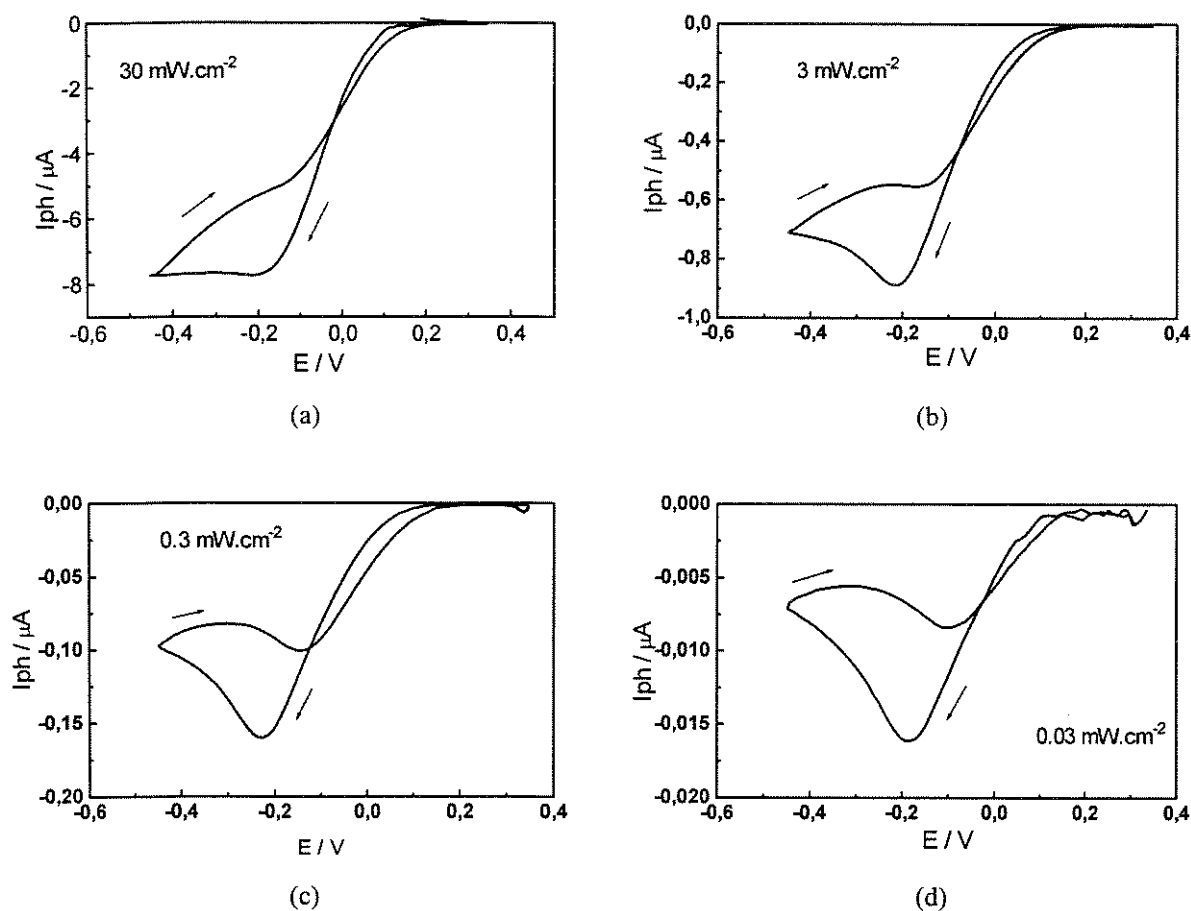 0
-2
-4
-6
-8
Iph / µA
30 mW.cm-2
-0,6 -0,4 -0,2 0,0 0,2 0,4
E / V
(a)
0,0
-0,2
-0,4
-0,6
-0,8
-1,0
Iph / µA
3 mW.cm-2
-0,6 -0,4 -0,2 0,0 0,2 0,4
E / V
(b)
0,00
-0,05
-0,10
-0,15
-0,20
Iph / µA
0.3 mW.cm-2
-0,6 -0,4 -0,2 0,0 0,2 0,4
E / V
(c)
0,000
-0,005
-0,010
-0,015
-0,020
Iph / µA
0.03 mW.cm-2
-0,6 -0,4 -0,2 0,0 0,2 0,4
E / V
(d)